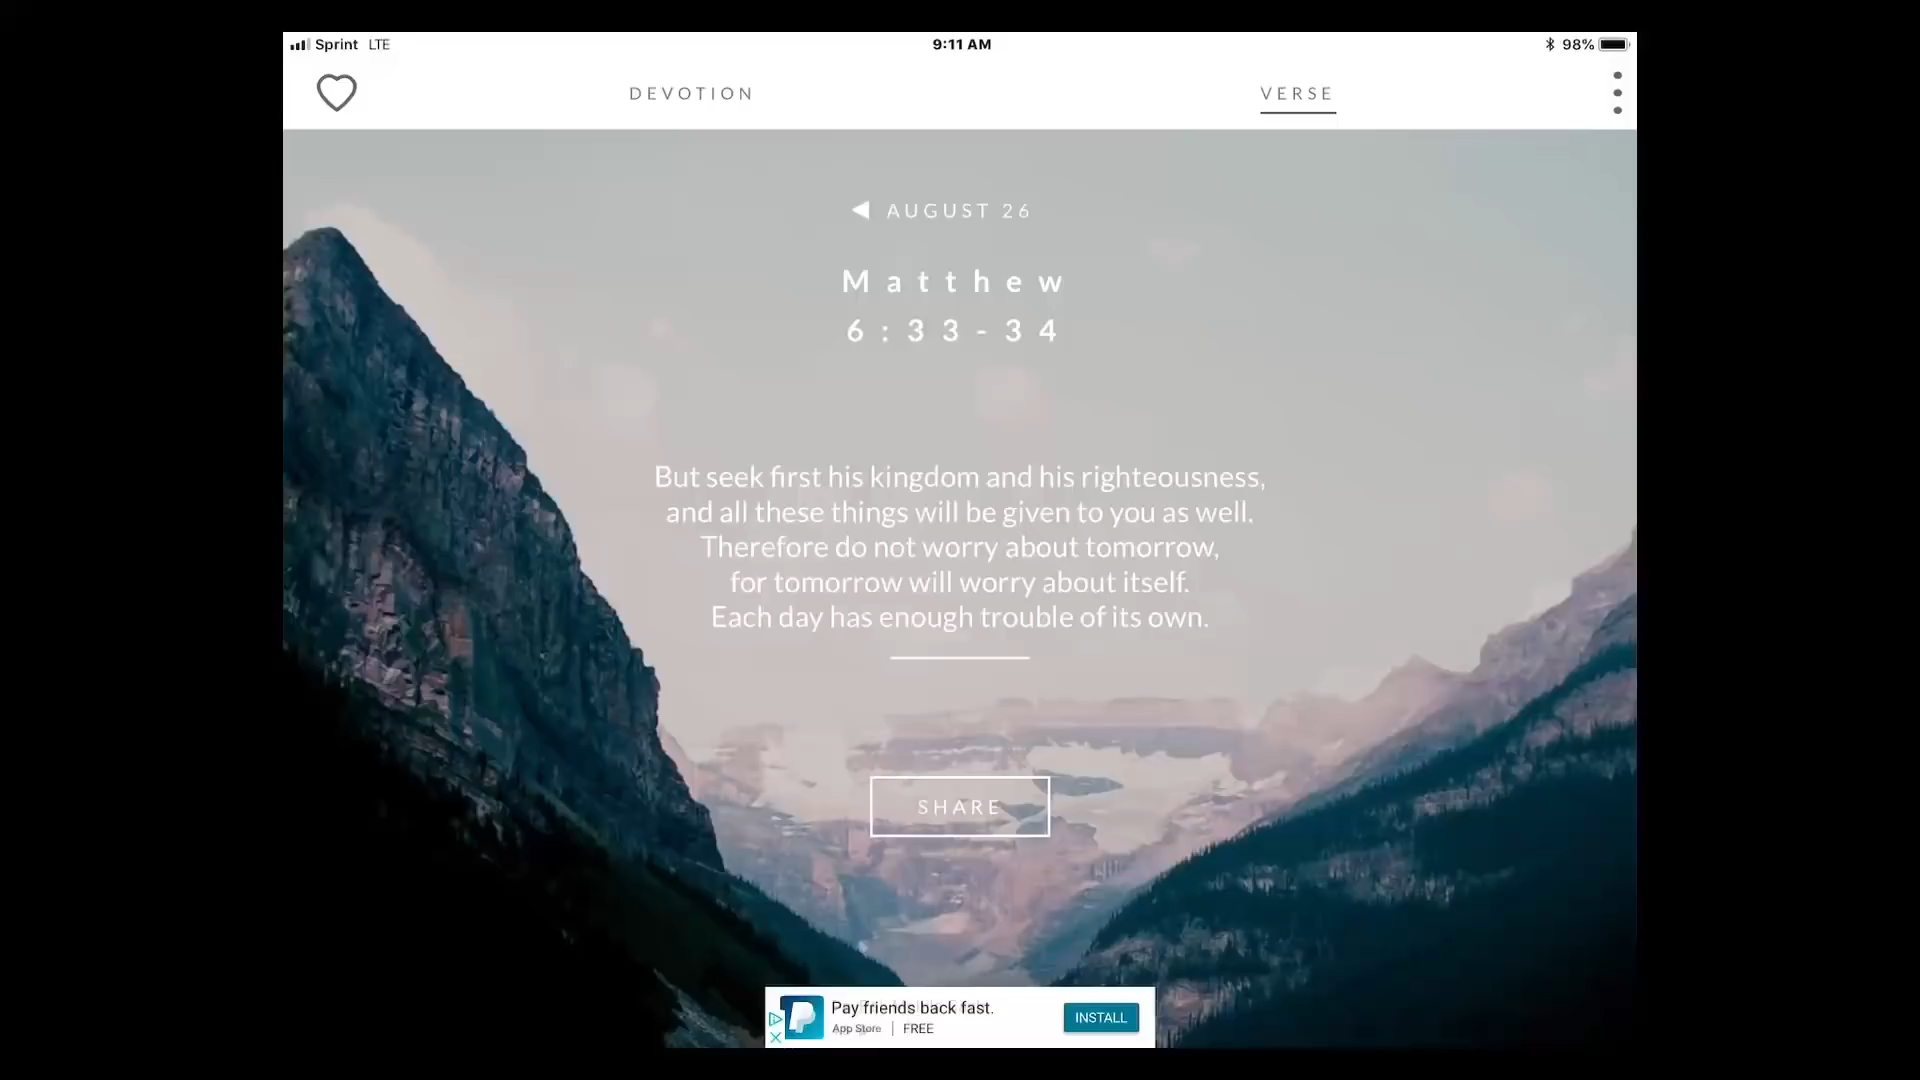 Sprint LTE
9:11 AM
98%
DEVOTION
VERSE
AUGUST 26
Matthew
6:33-34
But seek first his kingdom and his righteousness,
and all these things will be given to you as well.
Therefore do not worry about tomorrow,
for tomorrow will worry about itself.
Each day has enough trouble of its own.
SHARE
Pay friends back fast.
App Store | FREE
INSTALL